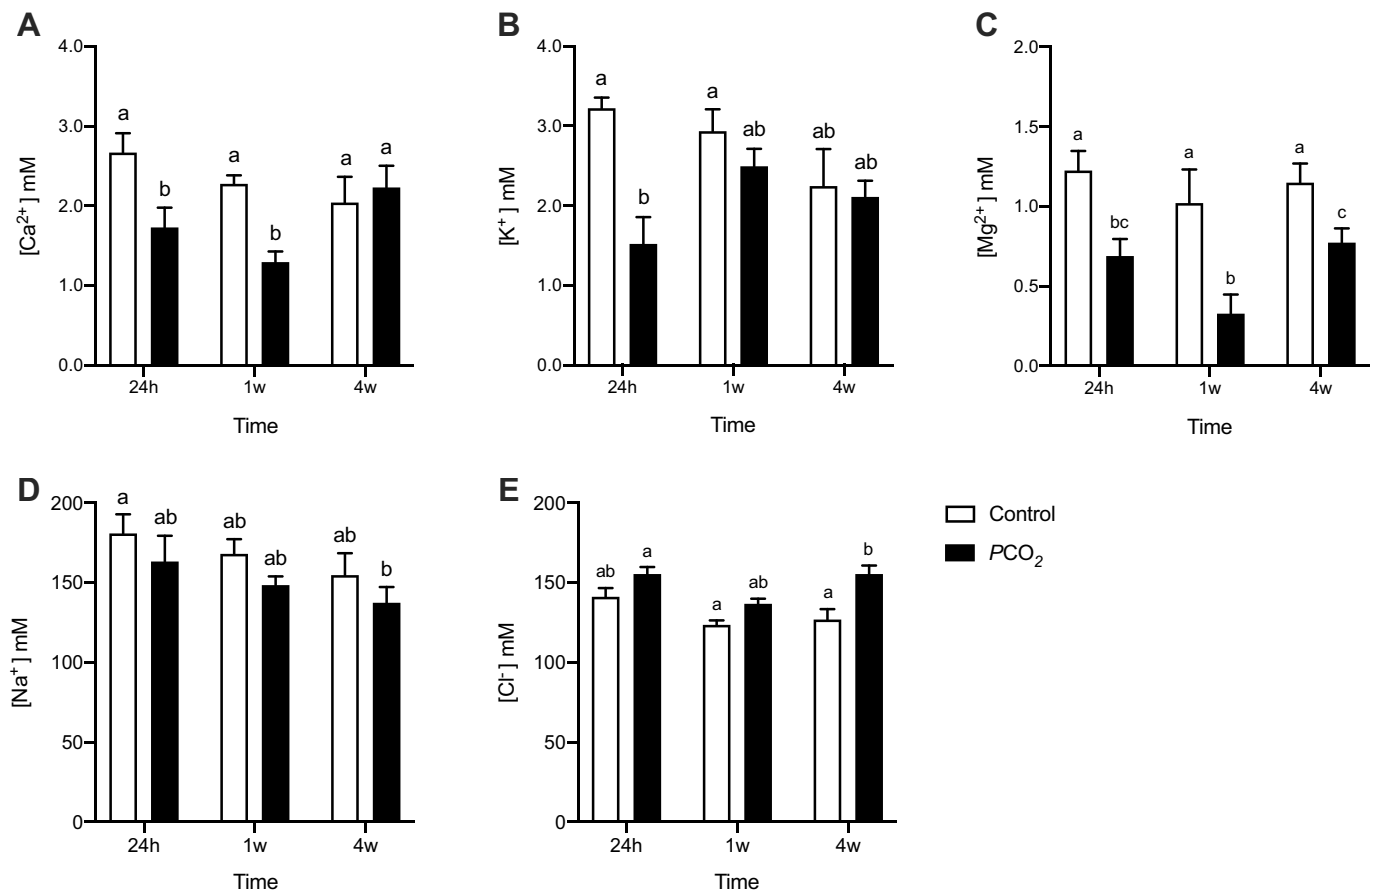 A
4.0
3.0
2.0
1.0
0.0
[Ca²⁺] mM
a
b
a
b
a
a
24h
1w
4w
Time
B
4.0
3.0
2.0
1.0
0.0
[K⁺] mM
a
b
a
ab
ab
ab
24h
1w
4w
Time
C
2.0
1.5
1.0
0.5
0.0
[Mg²⁺] mM
a
bc
a
b
a
c
24h
1w
4w
Time
D
200
150
100
50
0
[Na⁺] mM
a
ab
ab
ab
ab
b
24h
1w
4w
Time
E
200
150
100
50
0
[Cl⁻] mM
ab
a
a
ab
a
b
24h
1w
4w
Time
Control
PCO₂